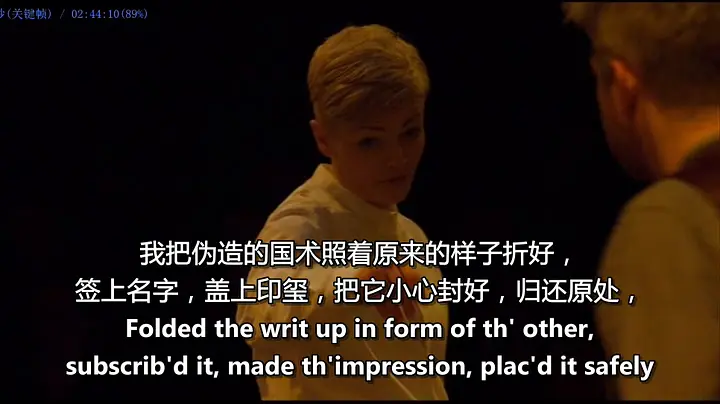 秒(关键帧) / 02:44:10(89%)
我把伪造的国术照着原来的样子折好，
签上名字，盖上印玺，把它小心封好，归还原处，
Folded the writ up in form of th' other,
subscrib'd it, made th'impression, plac'd it safely